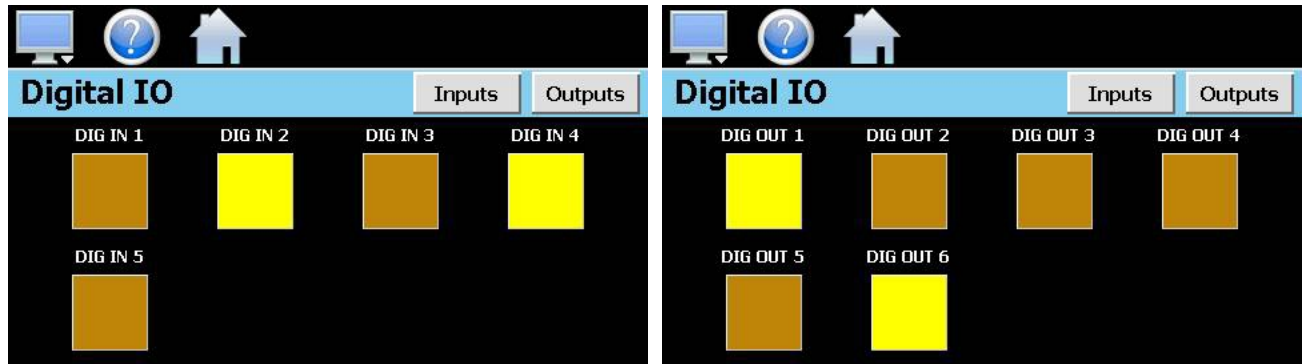 ?
Digital IO Inputs Outputs
DIG IN 1 DIG IN 2 DIG IN 3 DIG IN 4
DIG IN 5
?
Digital IO Inputs Outputs
DIG OUT 1 DIG OUT 2 DIG OUT 3 DIG OUT 4
DIG OUT 5 DIG OUT 6